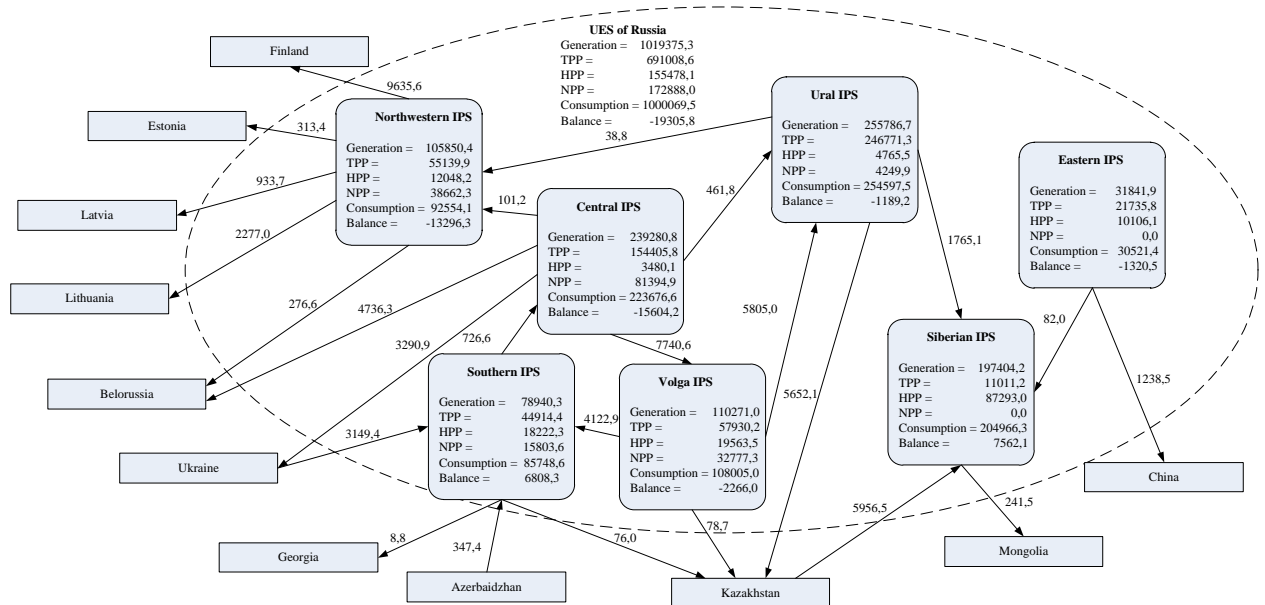 UES of Russia
Generation = 1019375,3
TPP = 691008,6
HPP = 155478,1
NPP = 172888,0
Consumption = 1000069,5
Balance = -19305,8
Finland
9635,6
Estonia
313,4
Northwestern IPS
Generation = 105850,4
TPP = 55139,9
HPP = 12048,2
NPP = 38662,3
Consumption = 92554,1
Balance = -13296,3
38,8
Ural IPS
Generation = 255786,7
TPP = 246771,3
HPP = 4765,5
NPP = 4249,9
Consumption = 254597,5
Balance = -1189,2
Eastern IPS
Generation = 31841,9
TPP = 21735,8
HPP = 10106,1
NPP = 0,0
Consumption = 30521,4
Balance = -1320,5
933,7
Latvia
101,2
461,8
Central IPS
Generation = 239280,8
TPP = 154405,8
HPP = 3480,1
NPP = 81394,9
Consumption = 223676,6
Balance = -15604,2
1765,1
2277,0
Lithuania
276,6
4736,3
3290,9
726,6
7740,6
5805,0
5652,1
82,0
1238,5
Siberian IPS
Generation = 197404,2
TPP = 11011,2
HPP = 87293,0
NPP = 0,0
Consumption = 204966,3
Balance = 7562,1
Belorussia
Southern IPS
Generation = 78940,3
TPP = 44914,4
HPP = 18222,3
NPP = 15803,6
Consumption = 85748,6
Balance = 6808,3
4122,9
Volga IPS
Generation = 110271,0
TPP = 57930,2
HPP = 19563,5
NPP = 32777,3
Consumption = 108005,0
Balance = -2266,0
3149,4
Ukraine
China
8,8
347,4
76,0
78,7
5956,5
241,5
Georgia
Azerbaidzhan
Kazakhstan
Mongolia